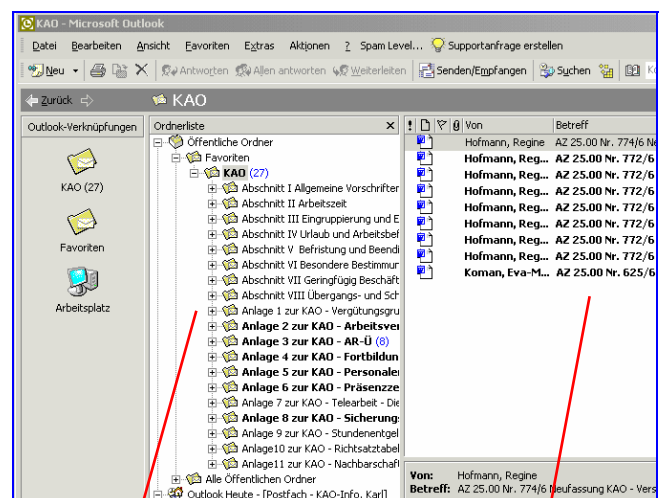 KAO - Microsoft Outlook
Datei Bearbeiten Ansicht Favoriten Extras Aktionen ? Spam Level... Supportanfrage erstellen
Neu Antworten Allen antworten Weiterleiten Senden/Empfangen Suchen
Zurück KAO
Outlook-Verknüpfungen
KAO (27)
Favoriten
Arbeitsplatz
Ordnerliste
Öffentliche Ordner
Favoriten
KAO (27)
Abschnitt I Allgemeine Vorschrifter
Abschnitt II Arbeitszeit
Abschnitt III Eingruppierung und E
Abschnitt IV Urlaub und Arbeitsbef
Abschnitt V Befristung und Beendi
Abschnitt VI Besondere Bestimmur
Abschnitt VII Geringfügig Beschäft
Abschnitt VIII Übergangs- und Sch
Anlage 1 zur KAO - Vergütungsgru
Anlage 2 zur KAO - Arbeitsver
Anlage 3 zur KAO - AR-Ü (8)
Anlage 4 zur KAO - Fortbildun
Anlage 5 zur KAO - Personaler
Anlage 6 zur KAO - Präsenzze
Anlage 7 zur KAO - Telearbeit - Die
Anlage 8 zur KAO - Sicherung:
Anlage 9 zur KAO - Stundenentgel
Anlage10 zur KAO - Richtsatztabel
Anlage11 zur KAO - Nachbarschaf
Alle Öffentlichen Ordner
Outlook Heute - [Postfach - KAO-Info, Karl]
! Von Betreff
Hofmann, Regine AZ 25.00 Nr. 774/6 Ne
Hofmann, Reg... AZ 25.00 Nr. 772/6
Hofmann, Reg... AZ 25.00 Nr. 772/6
Hofmann, Reg... AZ 25.00 Nr. 772/6
Hofmann, Reg... AZ 25.00 Nr. 772/6
Hofmann, Reg... AZ 25.00 Nr. 772/6
Hofmann, Reg... AZ 25.00 Nr. 772/6
Koman, Eva-M... AZ 25.00 Nr. 625/6
Von: Hofmann, Regine
Betreff: AZ 25.00 Nr. 774/6 Neufassung KAO - Vers